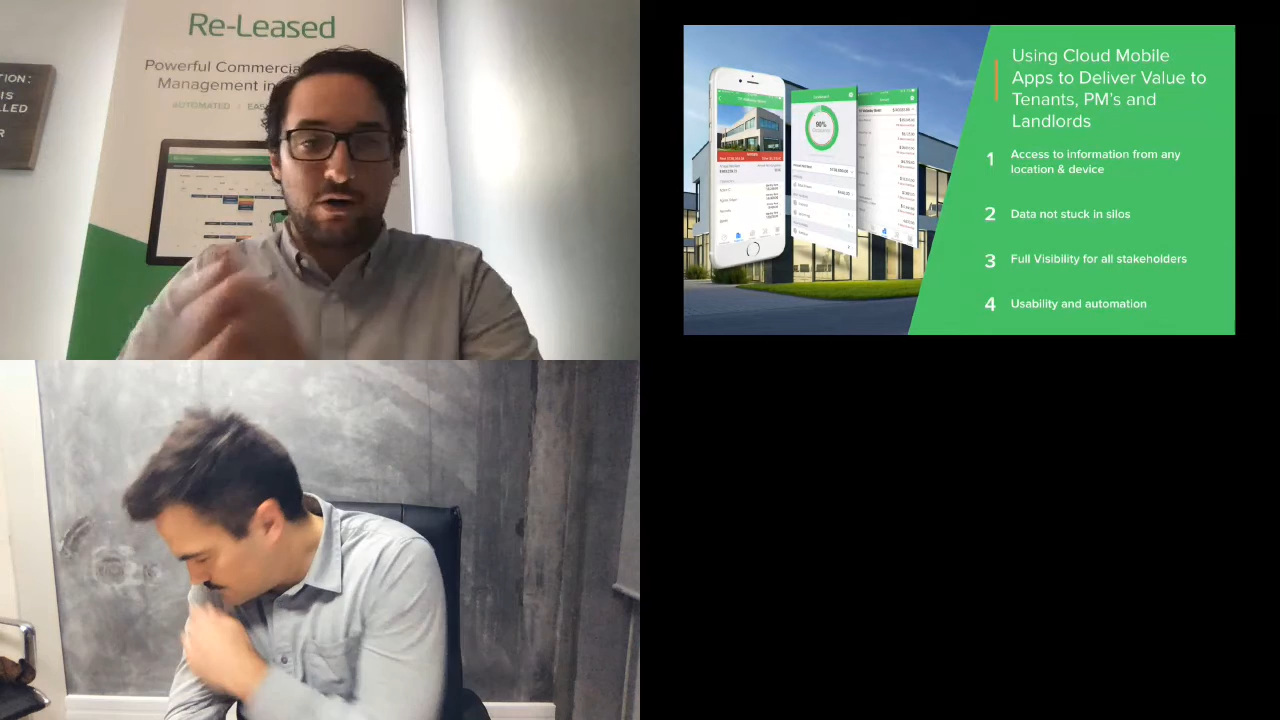 TION:
IS
LLED
R
Re-Leased
Powerful Commercia
Management in
AUTOMATED | EAS
Using Cloud Mobile
Apps to Deliver Value to
Tenants, PM's and
Landlords
1 Access to information from any
location & device
2 Data not stuck in silos
3 Full Visibility for all stakeholders
4 Usability and automation
90%